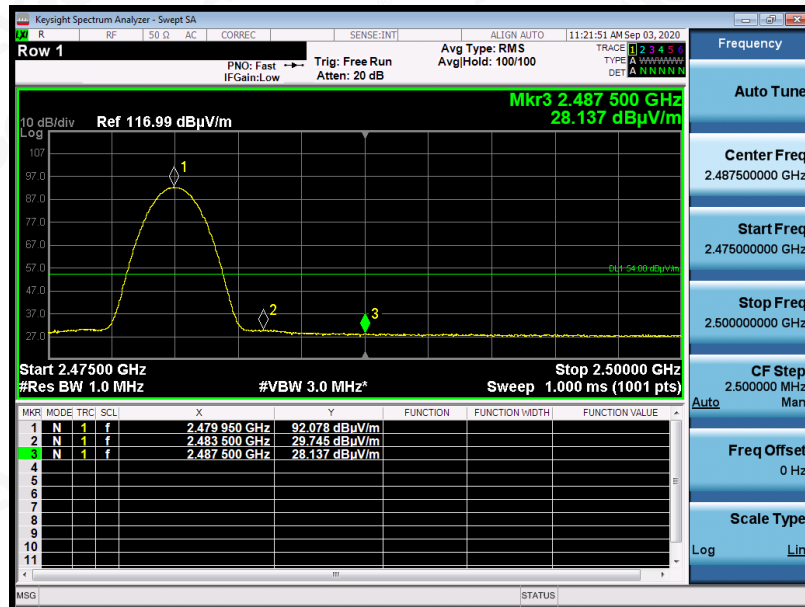 Keysight Spectrum Analyzer - Swept SA
LXI R RF 50 Ω AC CORREC SENSE:INT ALIGN AUTO 11:21:51 AM Sep 03, 2020
Row 1
PNO: Fast
IFGain:Low
Trig: Free Run
Atten: 20 dB
Avg Type: RMS
Avg|Hold: 100/100
TRACE 1 2 3 4 5 6
TYPE A WWWWW
DET A N N N N N
Mkr3 2.487 500 GHz
28.137 dBµV/m
10 dB/div Ref 116.99 dBµV/m
Log
107
97.0
87.0
77.0
67.0
57.0
47.0
37.0
27.0
1
2
3
DL1 54.00 dBµV/m
Start 2.47500 GHz Stop 2.50000 GHz
#Res BW 1.0 MHz #VBW 3.0 MHz* Sweep 1.000 ms (1001 pts)
MKR MODE TRC SCL X Y FUNCTION FUNCTION WIDTH FUNCTION VALUE
1 N 1 f 2.479 950 GHz 92.078 dBµV/m
2 N 1 f 2.483 500 GHz 29.745 dBµV/m
3 N 1 f 2.487 500 GHz 28.137 dBµV/m
4
5
6
7
8
9
10
11
MSG STATUS
Frequency
Auto Tune
Center Freq
2.487500000 GHz
Start Freq
2.475000000 GHz
Stop Freq
2.500000000 GHz
CF Step
2.500000 MHz
Auto Man
Freq Offset
0 Hz
Scale Type
Log Lin